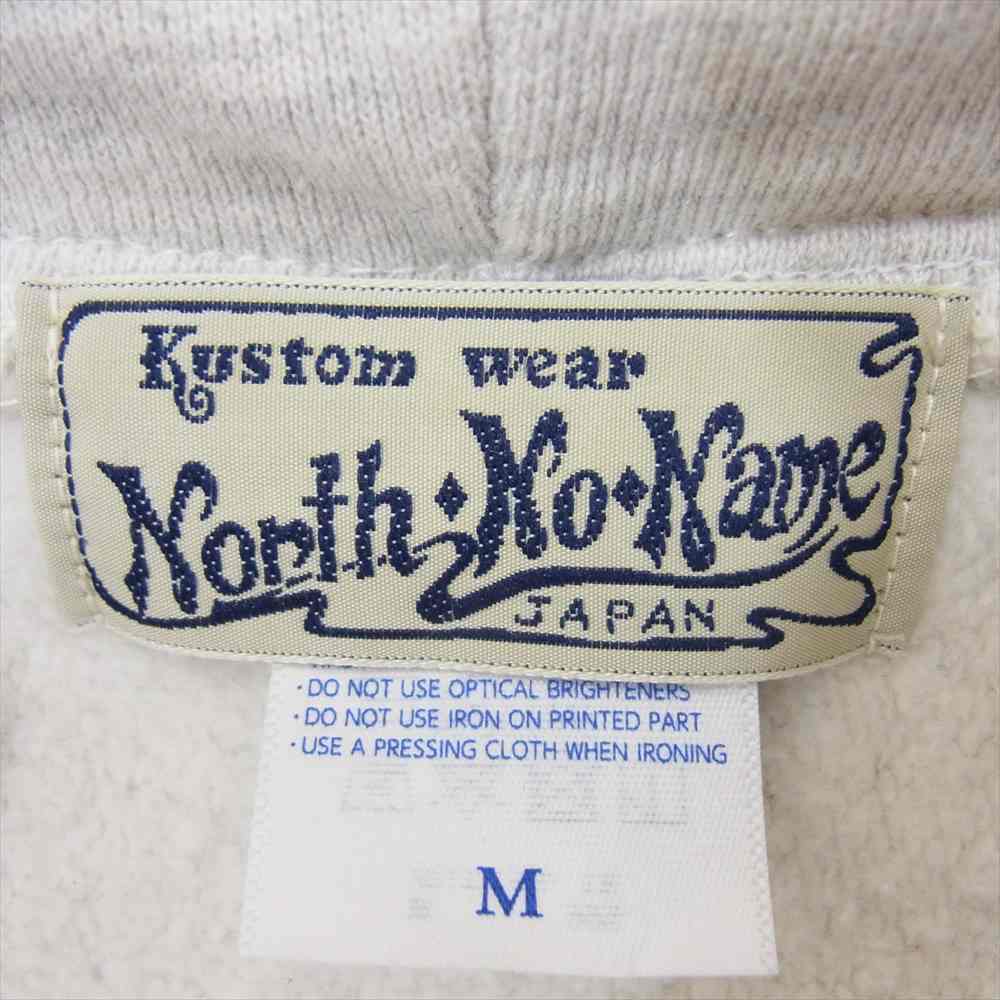 Kustom wear
North・No・Name
JAPAN
・DO NOT USE OPTICAL BRIGHTENERS
・DO NOT USE IRON ON PRINTED PART
・USE A PRESSING CLOTH WHEN IRONING
M